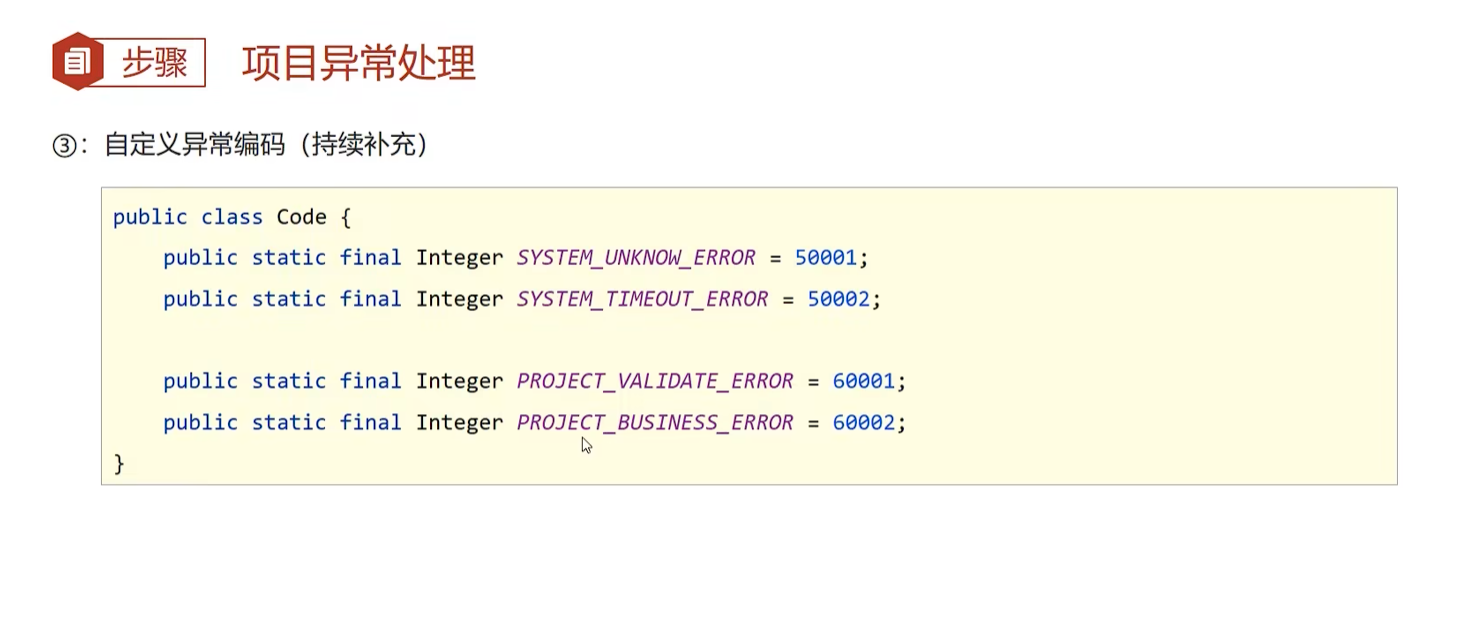 步骤 项目异常处理
③：自定义异常编码（持续补充）
public class Code {
    public static final Integer SYSTEM_UNKNOW_ERROR = 50001;
    public static final Integer SYSTEM_TIMEOUT_ERROR = 50002;
    public static final Integer PROJECT_VALIDATE_ERROR = 60001;
    public static final Integer PROJECT_BUSINESS_ERROR = 60002;
}